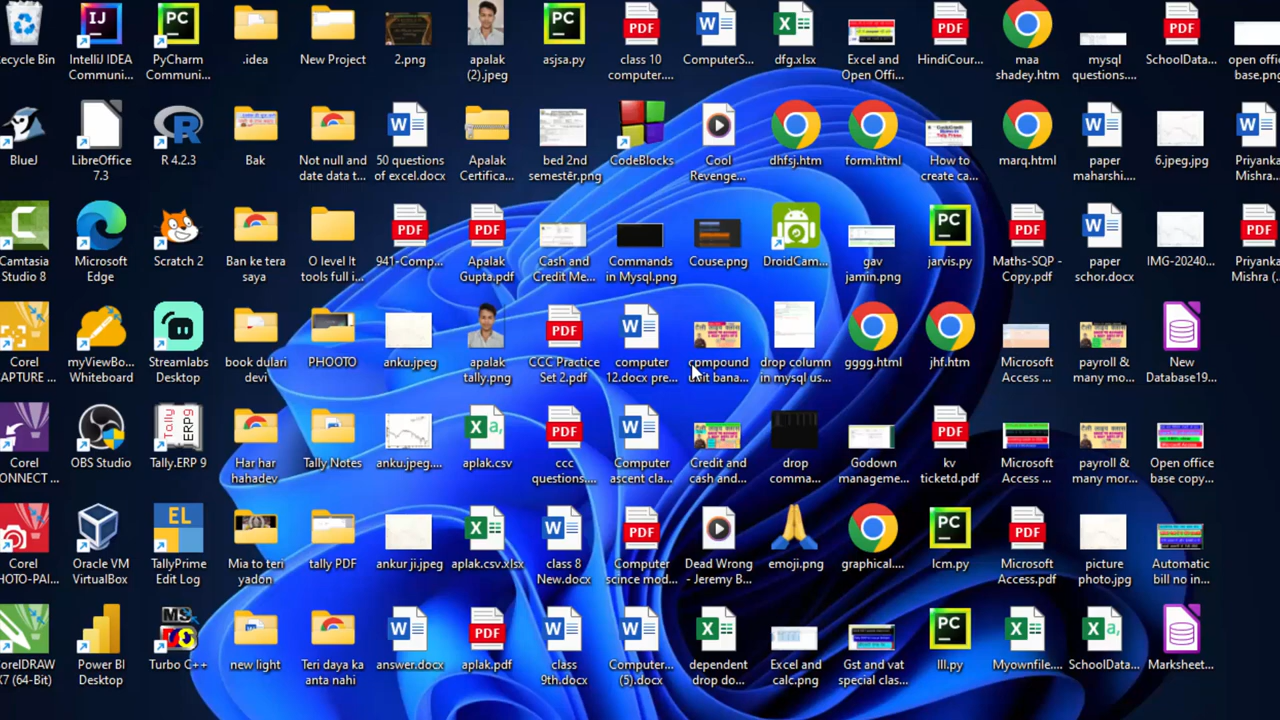 ecycle Bin
IntelliJ IDEA
Communi...
PyCharm
Communi...
.idea
New Project
2.png
apalak
(2).jpeg
asjsa.py
class 10
computer....
ComputerS...
dfg.xlsx
Excel and
Open Offi...
HindiCour...
maa
shadey.htm
mysql
questions....
SchoolData...
open offic
base.png
BlueJ
LibreOffice
7.3
R 4.2.3
Bak
Not null and
date data t...
50 questions
of excel.docx
Apalak
Certifica...
bed 2nd
semester.png
CodeBlocks
Cool
Revenge...
dhfsj.htm
form.html
How to
create ca...
marq.html
paper
maharshi....
6.jpeg.jpg
Priyanka
Mishra...
Camtasia
Studio 8
Microsoft
Edge
Scratch 2
Ban ke tera
saya
O level It
tools full i...
941-Comp...
Apalak
Gupta.pdf
Cash and
Credit Me...
Commands
in Mysql.png
Couse.png
DroidCam...
gav
jamin.png
jarvis.py
Maths-SQP -
Copy.pdf
paper
schor.docx
IMG-20240...
Priyanka
Mishra (...
Corel
APTURE ...
myViewBo...
Whiteboard
Streamlabs
Desktop
book dulari
devi
PHOOTO
anku.jpeg
apalak
tally.png
CCC Practice
Set 2.pdf
computer
12.docx pre...
compound
unit bana...
drop column
in mysql us...
gggg.html
jhf.htm
Microsoft
Access ...
payroll &
many mo...
New
Database19...
Corel
ONNECT ...
OBS Studio
Tally.ERP 9
Har har
hahadev
Tally Notes
anku.jpeg....
aplak.csv
ccc
questions....
Computer
ascent cla...
Credit and
cash and...
drop
comma...
Godown
manageme...
kv
ticketd.pdf
Microsoft
Access ...
payroll &
many mor...
Open office
base copy...
Corel
HOTO-PAI...
Oracle VM
VirtualBox
TallyPrime
Edit Log
Mia to teri
yadon
tally PDF
ankur ji.jpeg
aplak.csv.xlsx
class 8
New.docx
Computer
scince mod...
Dead Wrong
- Jeremy B...
emoji.png
graphical....
lcm.py
Microsoft
Access.pdf
picture
photo.jpg
Automatic
bill no in...
orelDRAW
X7 (64-Bit)
Power BI
Desktop
Turbo C++
new light
Teri daya ka
anta nahi
answer.docx
aplak.pdf
class
9th.docx
Computer...
(5).docx
dependent
drop do...
Excel and
calc.png
Gst and vat
special clas...
lll.py
Myownfile....
SchoolData...
Marksheet...